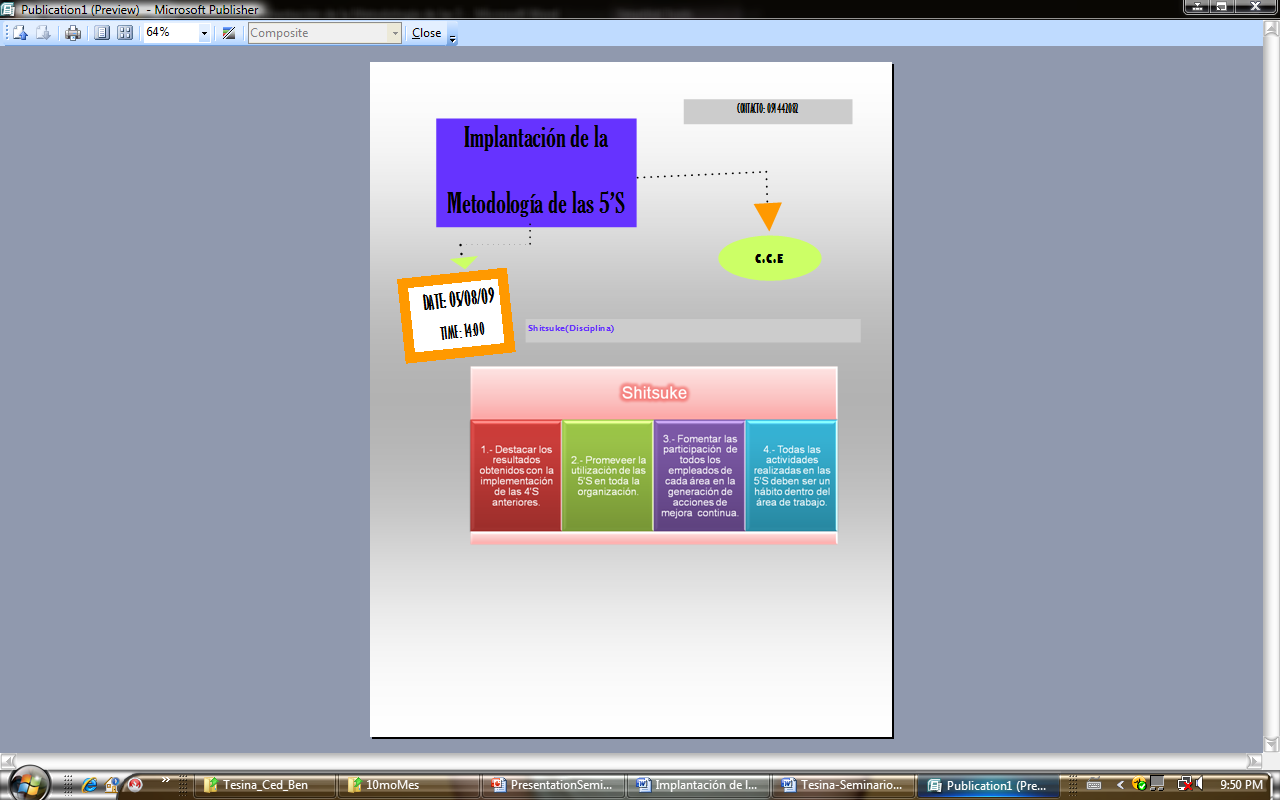 Publication1 (Preview) - Microsoft Publisher
64%
Composite
Close
CONTACTO: 091442082
Implantación de la
Metodología de las 5'S
C.C.E
DATE: 05/08/09
TIME: 14:00
Shitsuke(Disciplina)
Shitsuke
1.- Destacar los
resultados
obtenidos con la
implementación
de las 4'S
anteriores.
2.- Promeveer la
utilización de las
5'S en toda la
organización.
3.- Fomentar las
participación de
todos los
empleados de
cada área en la
generación de
acciones de
mejora continua.
4.- Todas las
actividades
realizadas en las
5'S deben ser un
hábito dentro del
área de trabajo.
Tesina_Ced_Ben
10moMes
PresentationSemi...
Implantación de l...
Tesina-Seminario...
Publication1 (Pre...
9:50 PM